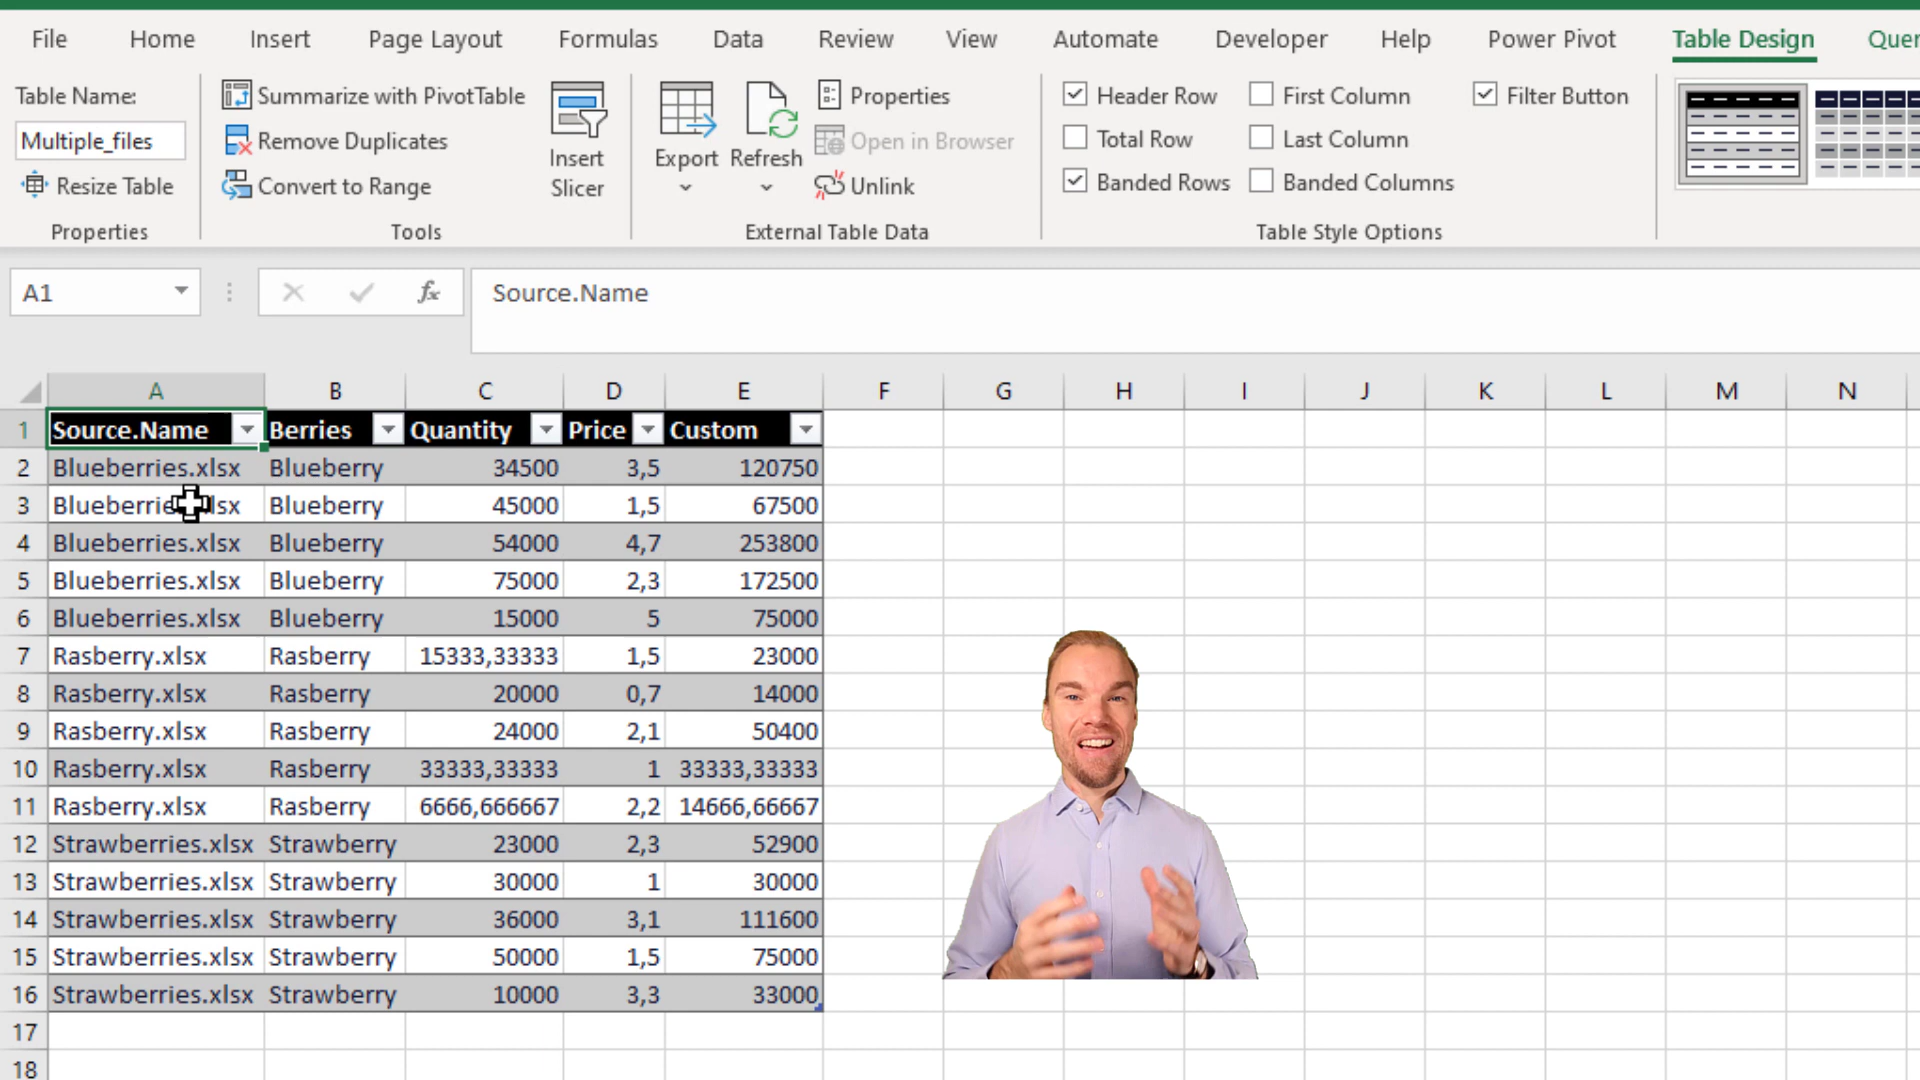 File Home Insert Page Layout Formulas Data Review View Automate Developer Help Power Pivot Table Design Quer
Table Name:
Multiple_files
Resize Table
Properties
Summarize with PivotTable
Remove Duplicates
Convert to Range
Insert
Slicer
Tools
Export
Refresh
Properties
Open in Browser
Unlink
External Table Data
Header Row
Total Row
Banded Rows
First Column
Last Column
Banded Columns
Filter Button
Table Style Options
A1 fx Source.Name
A B C D E F G H I J K L M N
1 Source.Name Berries Quantity Price Custom
2 Blueberries.xlsx Blueberry 34500 3,5 120750
3 Blueberrie lsx Blueberry 45000 1,5 67500
4 Blueberries.xlsx Blueberry 54000 4,7 253800
5 Blueberries.xlsx Blueberry 75000 2,3 172500
6 Blueberries.xlsx Blueberry 15000 5 75000
7 Rasberry.xlsx Rasberry 15333,33333 1,5 23000
8 Rasberry.xlsx Rasberry 20000 0,7 14000
9 Rasberry.xlsx Rasberry 24000 2,1 50400
10 Rasberry.xlsx Rasberry 33333,33333 1 33333,33333
11 Rasberry.xlsx Rasberry 6666,666667 2,2 14666,66667
12 Strawberries.xlsx Strawberry 23000 2,3 52900
13 Strawberries.xlsx Strawberry 30000 1 30000
14 Strawberries.xlsx Strawberry 36000 3,1 111600
15 Strawberries.xlsx Strawberry 50000 1,5 75000
16 Strawberries.xlsx Strawberry 10000 3,3 33000
17
18